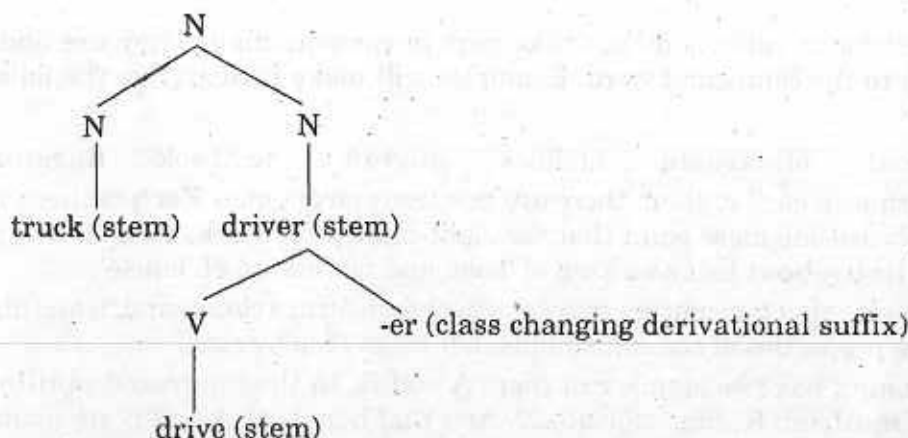 N
N N
truck (stem) driver (stem)
V -er (class changing derivational suffix)
drive (stem)